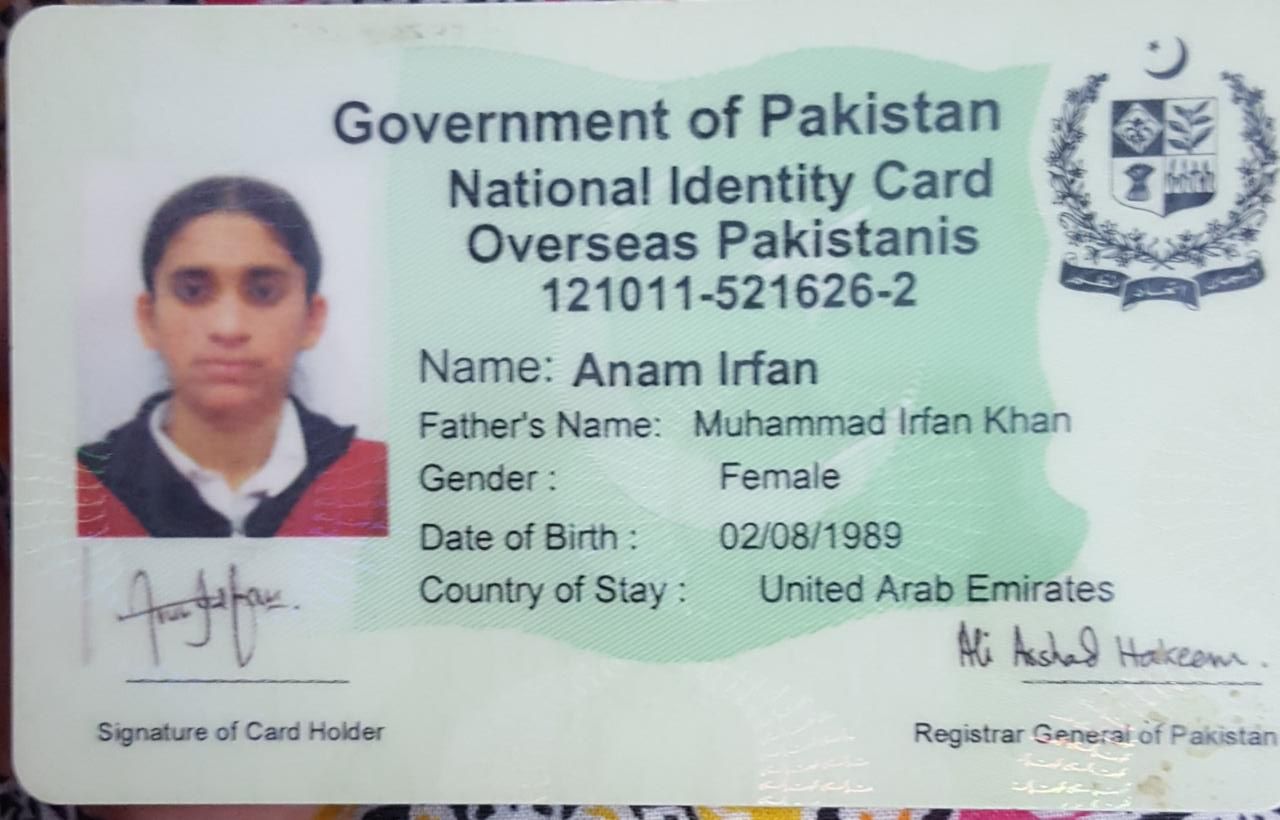 Government of Pakistan
National Identity Card
Overseas Pakistanis
121011-521626-2
Name: Anam Irfan
Father's Name: Muhammad Irfan Khan
Gender : Female
Date of Birth : 02/08/1989
Country of Stay : United Arab Emirates
Ali Asshad Hakeem.
Signature of Card Holder
Registrar General of Pakistan